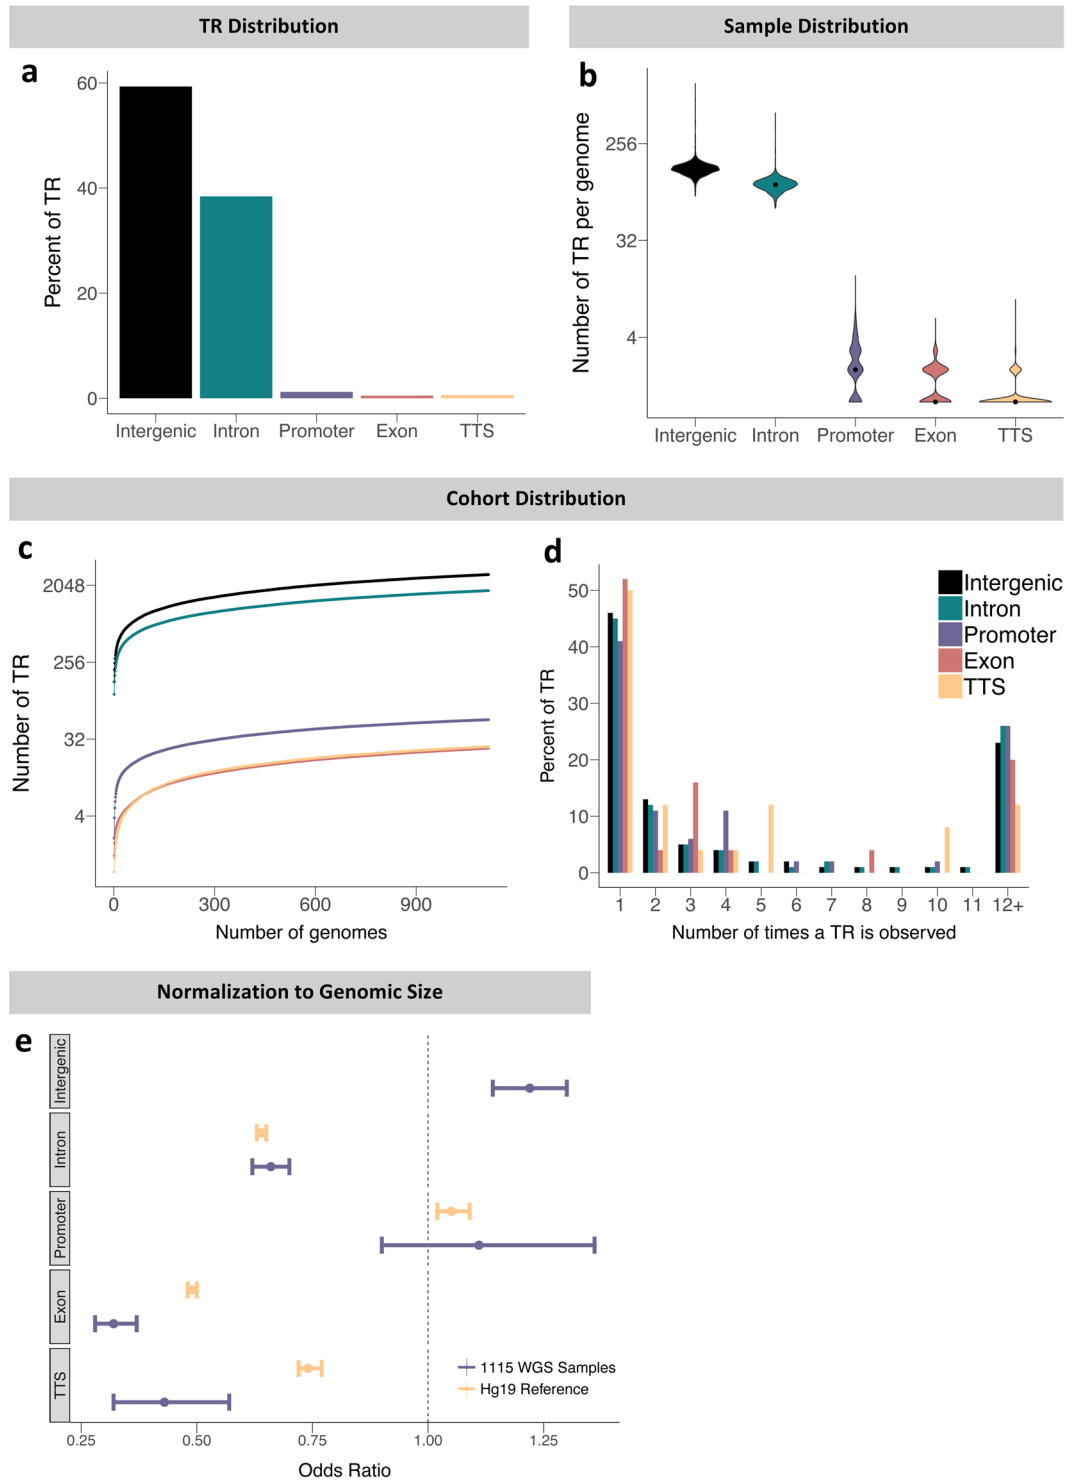 TR Distribution
Sample Distribution
a
60
40
20
0
Percent of TR
Intergenic Intron Promoter Exon TTS
b
256
32
4
Number of TR per genome
Intergenic Intron Promoter Exon TTS
Cohort Distribution
c
2048
256
32
4
Number of TR
0 300 600 900
Number of genomes
d
50
40
30
20
10
0
Percent of TR
Intergenic
Intron
Promoter
Exon
TTS
1 2 3 4 5 6 7 8 9 10 11 12+
Number of times a TR is observed
Normalization to Genomic Size
e
Intergenic
Intron
Promoter
Exon
TTS
1115 WGS Samples
Hg19 Reference
0.25 0.50 0.75 1.00 1.25
Odds Ratio